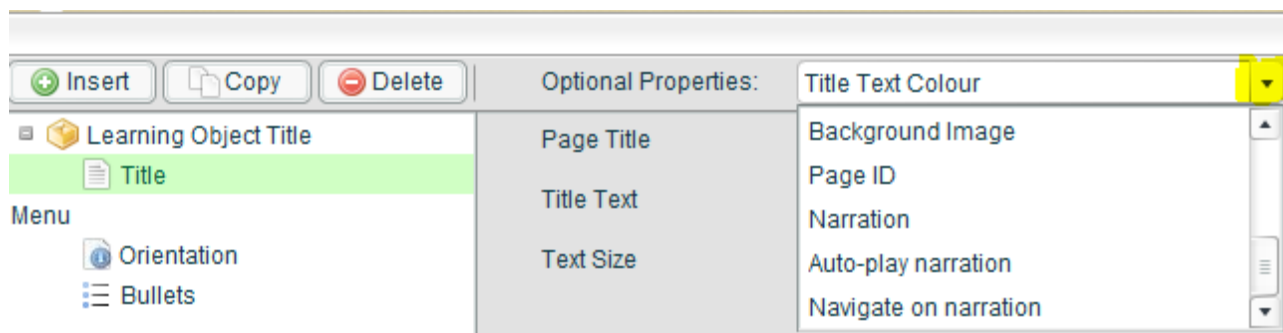 Insert Copy Delete Optional Properties: Title Text Colour
Learning Object Title
Title
Menu
Orientation
Bullets
Page Title
Title Text
Text Size
Background Image
Page ID
Narration
Auto-play narration
Navigate on narration